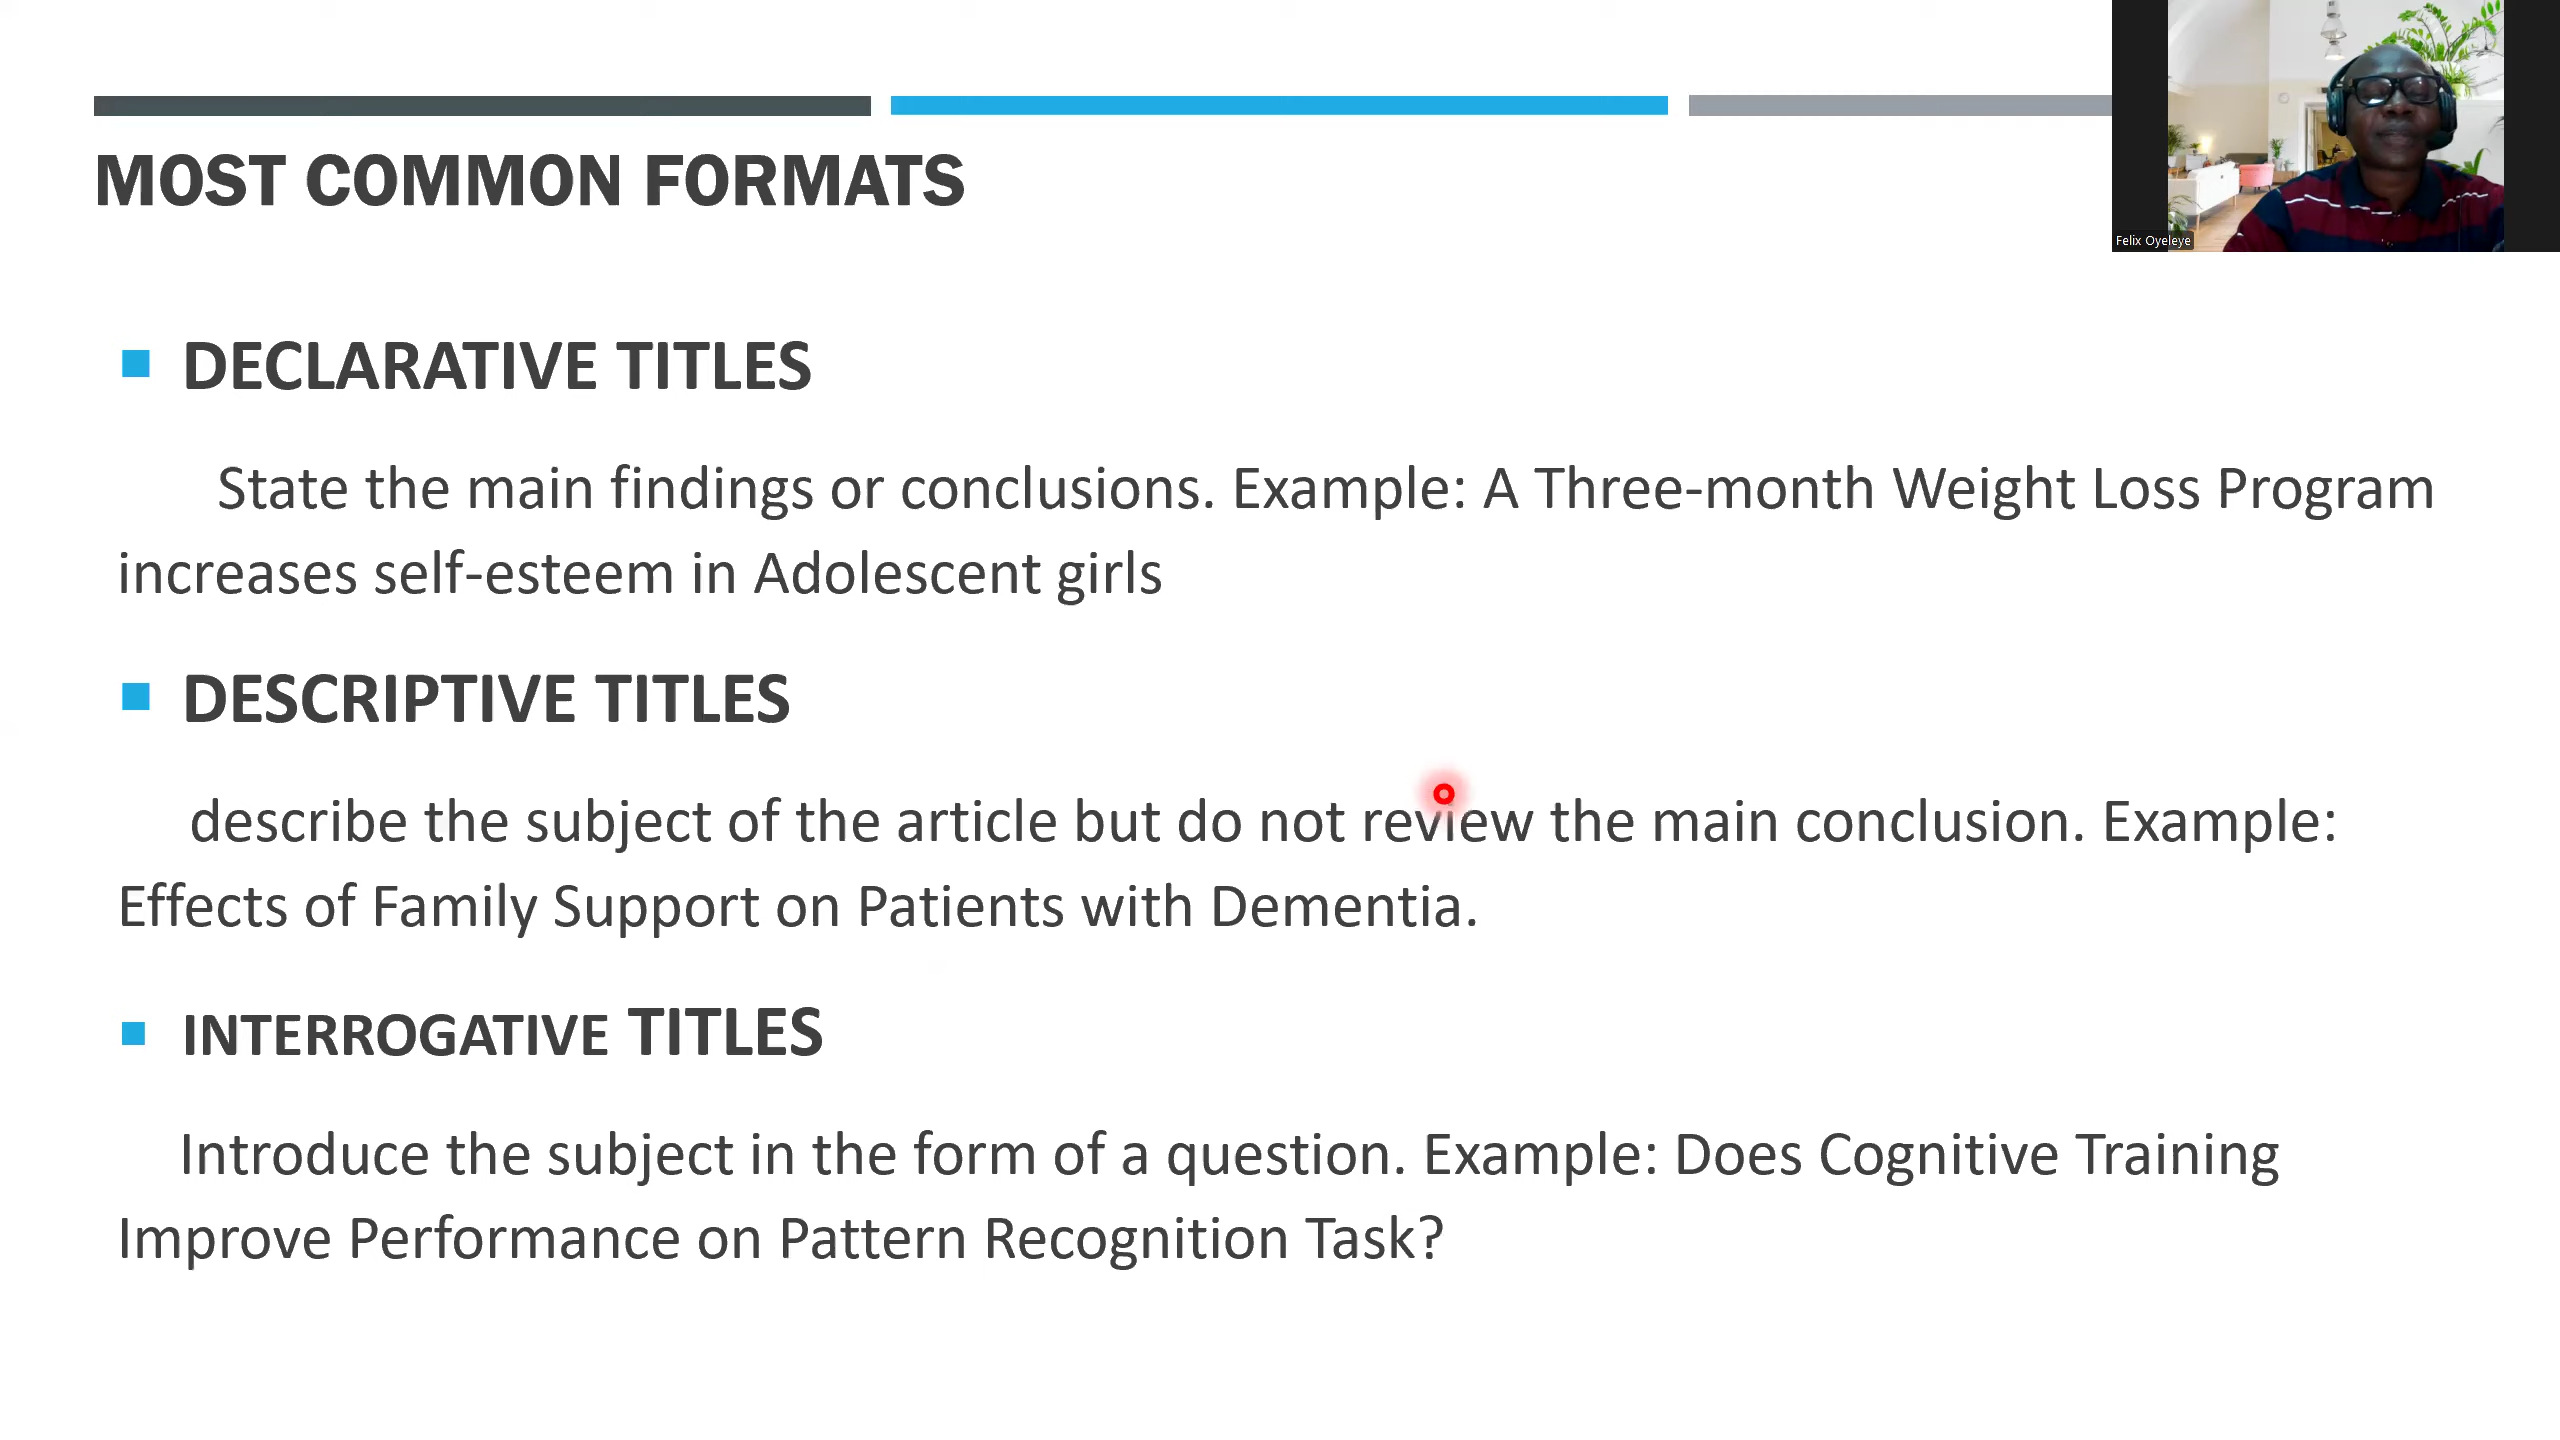 MOST COMMON FORMATS
Felix Oyeleye
DECLARATIVE TITLES
State the main findings or conclusions. Example: A Three-month Weight Loss Program
increases self-esteem in Adolescent girls
DESCRIPTIVE TITLES
describe the subject of the article but do not review the main conclusion. Example:
Effects of Family Support on Patients with Dementia.
INTERROGATIVE TITLES
Introduce the subject in the form of a question. Example: Does Cognitive Training
Improve Performance on Pattern Recognition Task?